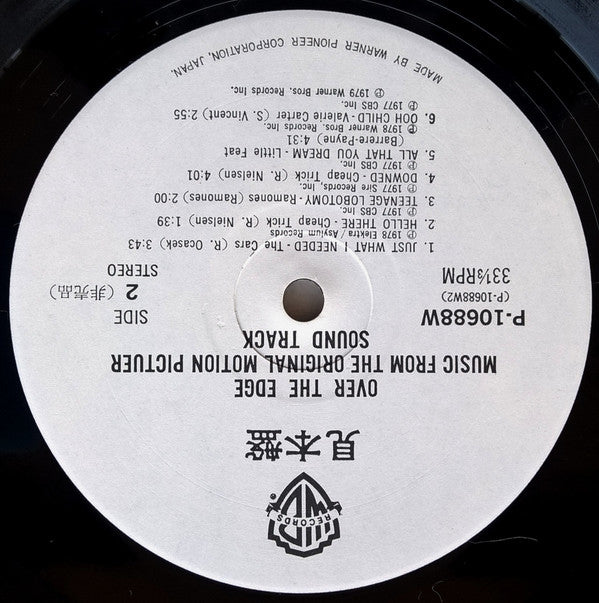 WB
RECORDS
見本盤
OVER THE EDGE
MUSIC FROM THE ORIGINAL MOTION PICTUER
SOUND TRACK
P-10688W
(P-10688W2)
33⅓RPM
SIDE
2 (非売品)
STEREO
1. JUST WHAT I NEEDED - The Cars (R. Ocasek) 3:43
℗ 1978 Elektra / Asylum Records
2. HELLO THERE - Cheap Trick (R. Nielsen) 1:39
℗ 1977 CBS Inc.
3. TEENAGE LOBOTOMY - Ramones (Ramones) 2:00
℗ 1977 Sire Records, Inc.
4. DOWNED - Cheap Trick (R. Nielsen) 4:01
℗ 1977 CBS Inc.
5. ALL THAT YOU DREAM - Little Feat
(Barrere-Payne) 4:31
℗ 1978 Warner Bros. Records Inc.
6. OOH CHILD - Valerie Carter (S. Vincent) 2:55
℗ 1977 CBS Inc.
℗ 1979 Warner Bros. Records Inc.
MADE BY WARNER PIONEER CORPORATION, JAPAN.